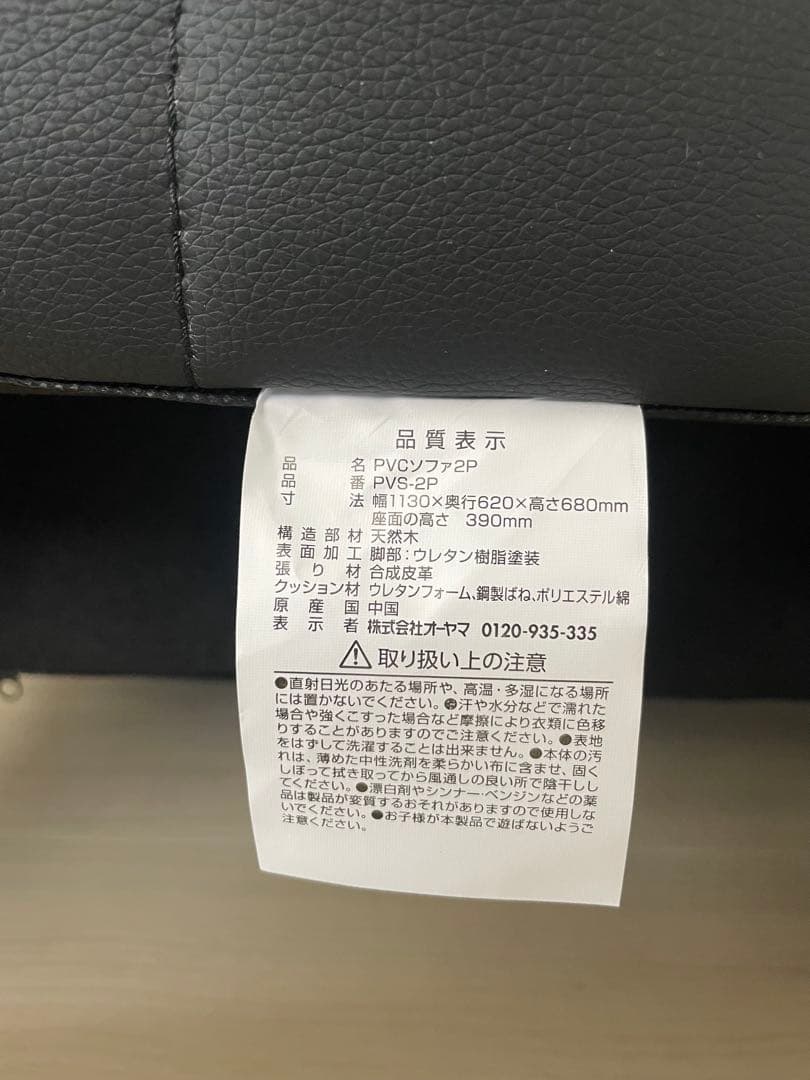 品質表示
品名 PVCソファ2P
品番 PVS-2P
寸法 幅1130×奥行620×高さ680mm
座面の高さ 390mm
構造部材 天然木
表面加工 脚部:ウレタン樹脂塗装
張り材 合成皮革
クッション材 ウレタンフォーム、鋼製ばね、ポリエステル綿
原産国 中国
表示者 株式会社オーヤマ 0120-935-335
⚠取り扱い上の注意
●直射日光のあたる場所や、高温・多湿になる場所
には置かないでください。●汗や水分などで濡れた
場合や強くこすった場合など摩擦により衣類に色移
りすることがありますのでご注意ください。●表地
をはずして洗濯することは出来ません。●本体の汚
れは、薄めた中性洗剤を柔らかい布に含ませ、固く
しぼって拭き取ってから風通しの良い所で陰干しし
てください。●漂白剤やシンナー・ベンジンなどの薬
品は製品が変質するおそれがありますので使用しな
いでください。●お子様が本製品で遊ばないようご
注意ください。